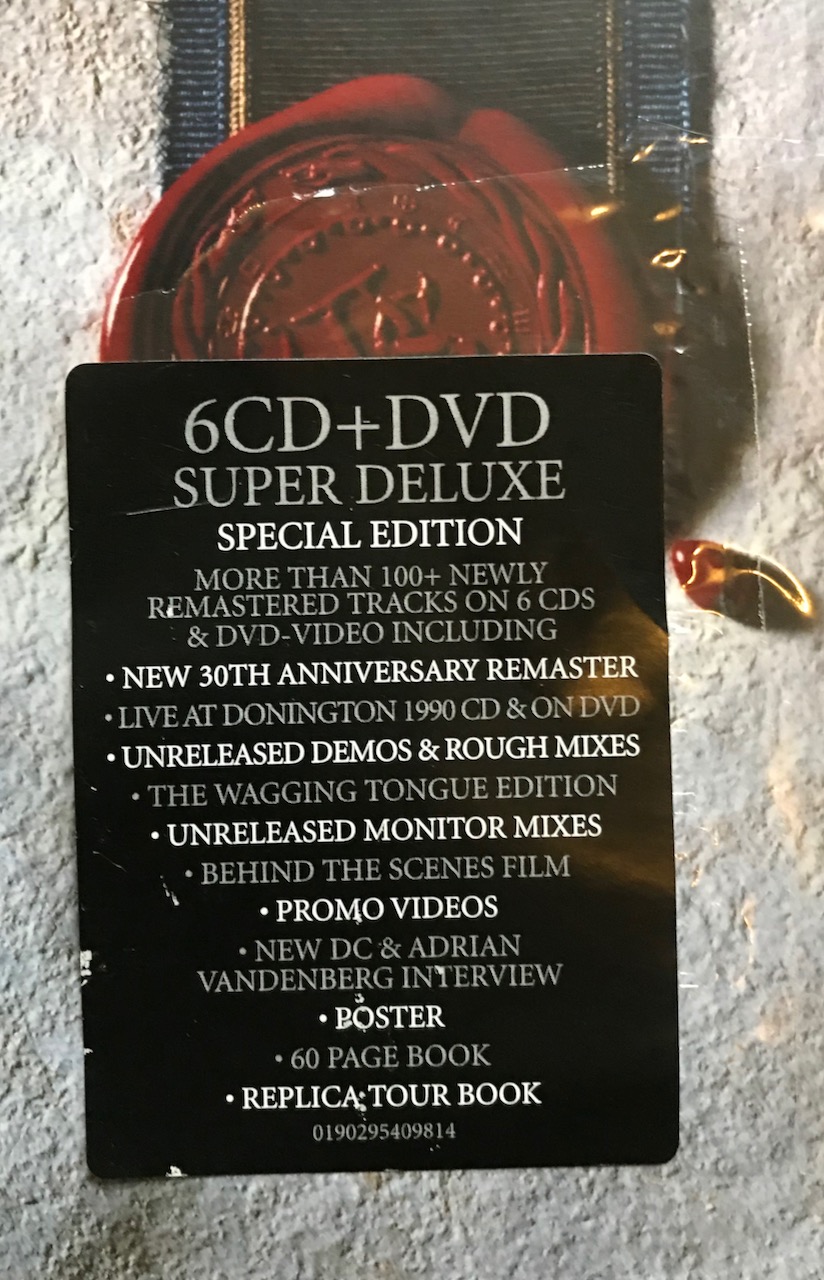 6CD+DVD
SUPER DELUXE
SPECIAL EDITION
MORE THAN 100+ NEWLY
REMASTERED TRACKS ON 6 CDS
& DVD-VIDEO INCLUDING
• NEW 30TH ANNIVERSARY REMASTER
• LIVE AT DONINGTON 1990 CD & ON DVD
• UNRELEASED DEMOS & ROUGH MIXES
• THE WAGGING TONGUE EDITION
• UNRELEASED MONITOR MIXES
• BEHIND THE SCENES FILM
• PROMO VIDEOS
• NEW DC & ADRIAN
VANDENBERG INTERVIEW
• POSTER
• 60 PAGE BOOK
• REPLICA TOUR BOOK
0190295409814